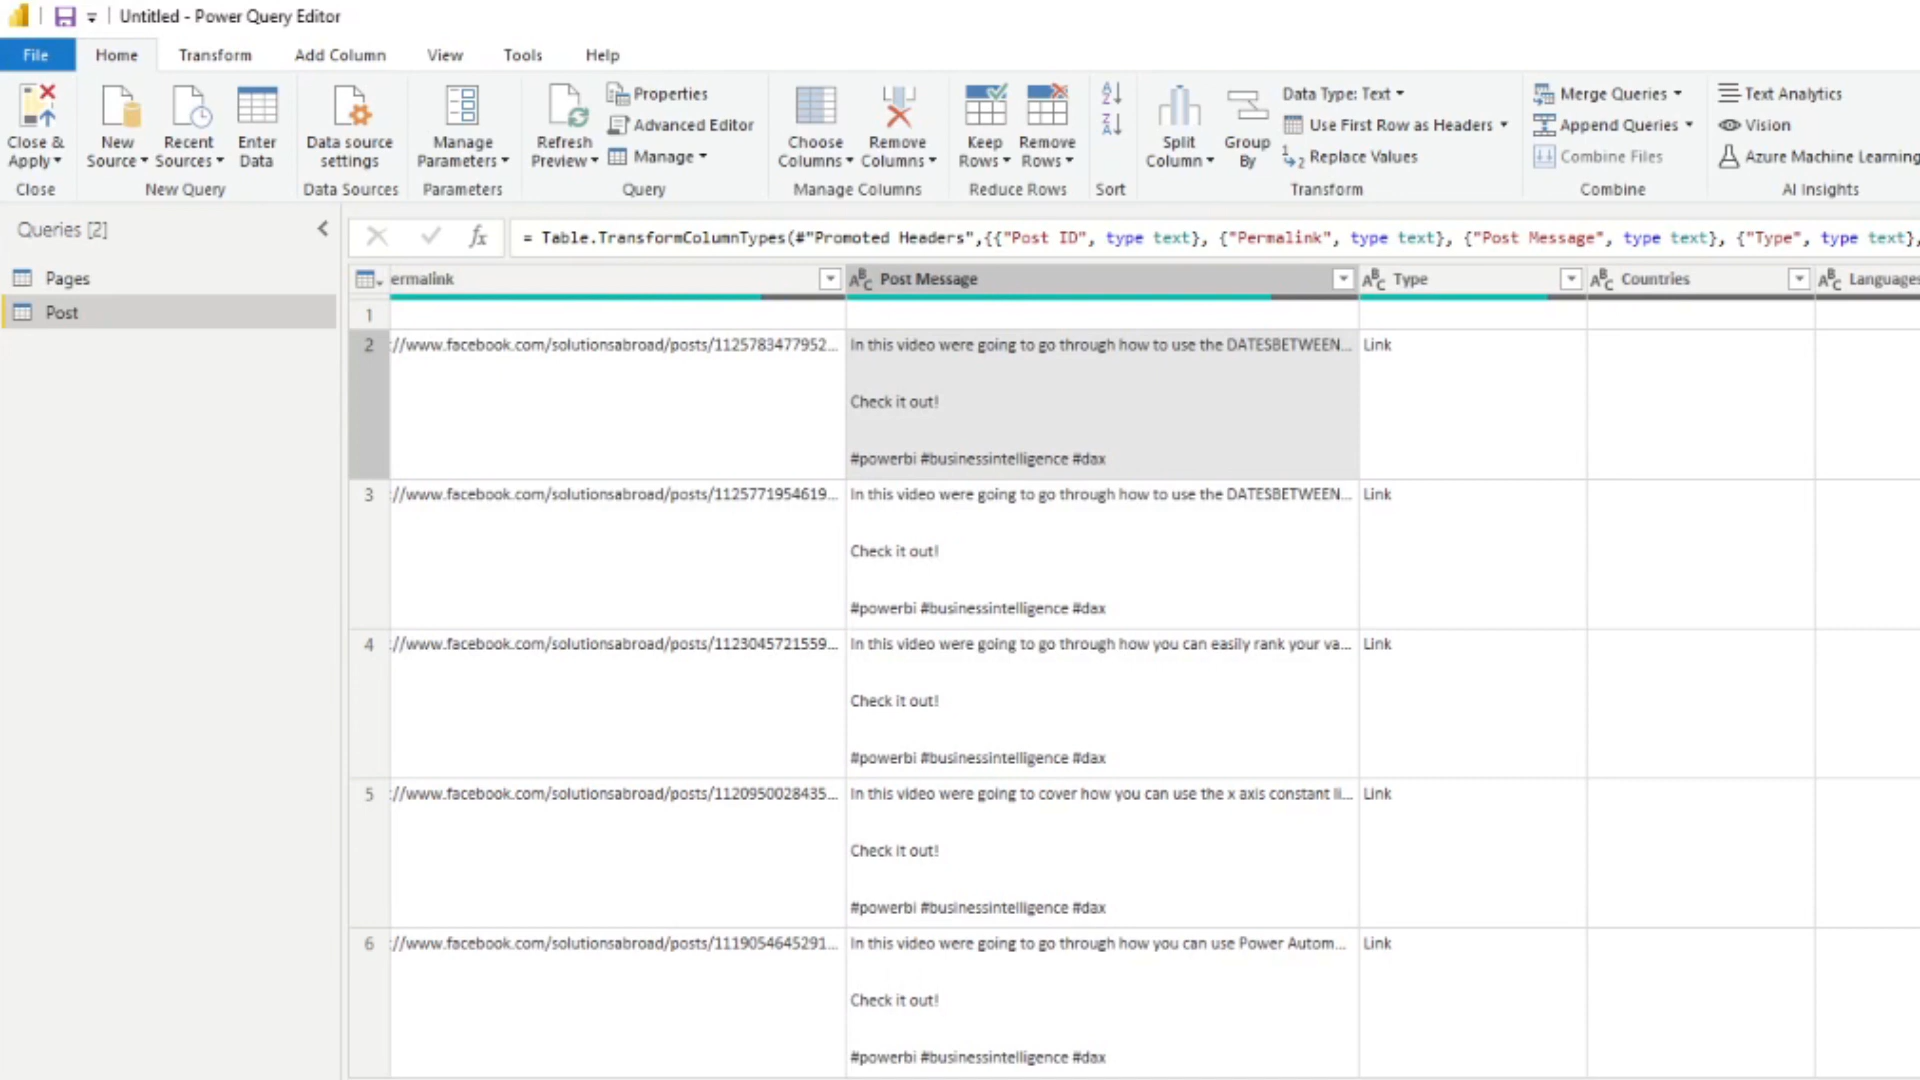 Untitled - Power Query Editor
File Home Transform Add Column View Tools Help
Close & Apply
New Source
Recent Sources
Enter Data
Data source settings
Manage Parameters
Refresh Preview
Properties
Advanced Editor
Manage
Choose Columns
Remove Columns
Keep Rows
Remove Rows
Split Column
Group By
Data Type: Text
Use First Row as Headers
Replace Values
Merge Queries
Append Queries
Combine Files
Text Analytics
Vision
Azure Machine Learning
Close New Query Data Sources Parameters Query Manage Columns Reduce Rows Sort Transform Combine AI Insights
Queries [2]
Pages
Post
fx = Table.TransformColumnTypes(#"Promoted Headers",{{"Post ID", type text}, {"Permalink", type text}, {"Post Message", type text}, {"Type", type text},
ermalink ABC Post Message ABC Type ABC Countries ABC Languages
1
2 ://www.facebook.com/solutionsabroad/posts/1125783477952... In this video were going to go through how to use the DATESBETWEEN... Link
Check it out!
#powerbi #businessintelligence #dax
3 ://www.facebook.com/solutionsabroad/posts/1125771954619... In this video were going to go through how to use the DATESBETWEEN... Link
Check it out!
#powerbi #businessintelligence #dax
4 ://www.facebook.com/solutionsabroad/posts/1123045721559... In this video were going to go through how you can easily rank your va... Link
Check it out!
#powerbi #businessintelligence #dax
5 ://www.facebook.com/solutionsabroad/posts/1120950028435... In this video were going to cover how you can use the x axis constant li... Link
Check it out!
#powerbi #businessintelligence #dax
6 ://www.facebook.com/solutionsabroad/posts/1119054645291... In this video were going to go through how you can use Power Autom... Link
Check it out!
#powerbi #businessintelligence #dax